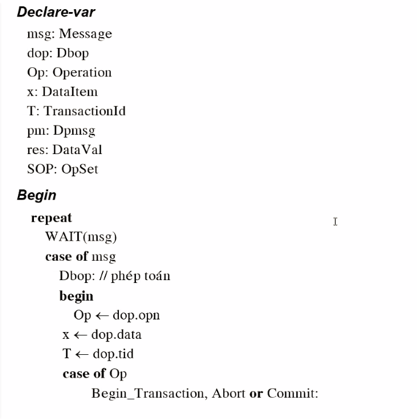 Declare-var
msg: Message
dop: Dbop
Op: Operation
x: DataItem
T: TransactionId
pm: Dpmsg
res: DataVal
SOP: OpSet
Begin
repeat
WAIT(msg)
case of msg
Dbop: // phép toán
begin
Op ← dop.opn
x ← dop.data
T ← dop.tid
case of Op
Begin_Transaction, Abort or Commit: